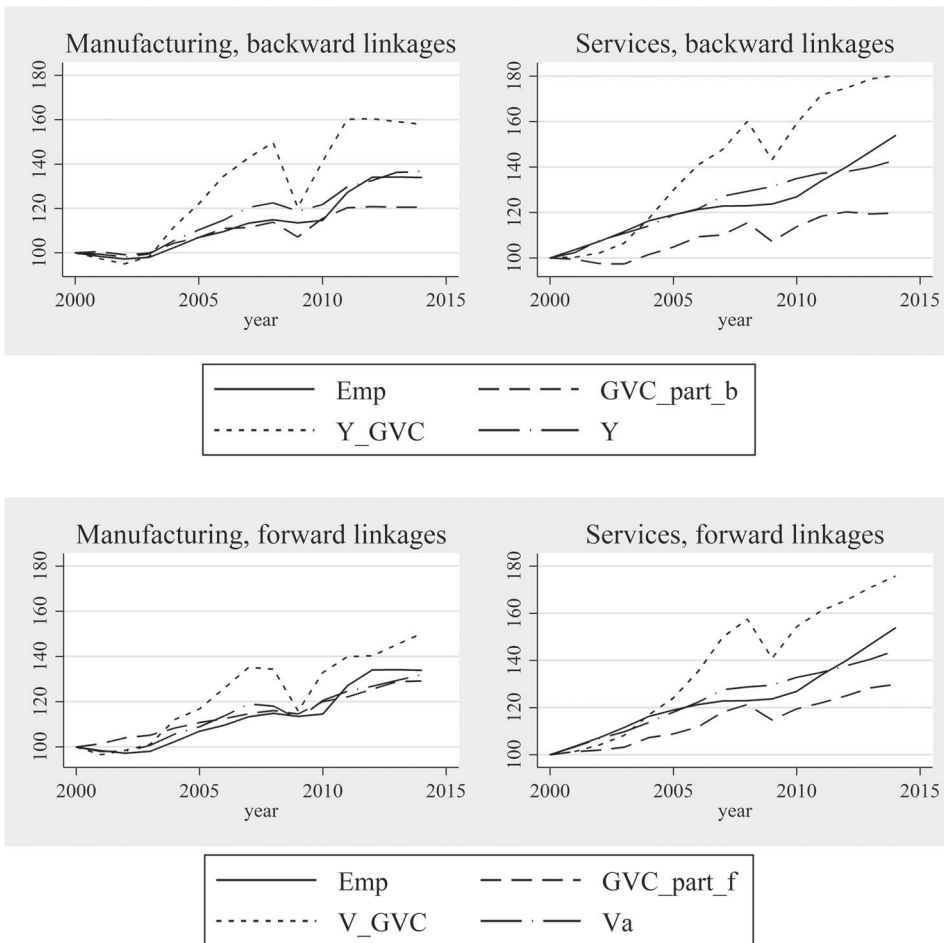 Manufacturing, backward linkages
180
160
140
120
100
2000 2005 2010 2015
year
Services, backward linkages
180
160
140
120
100
2000 2005 2010 2015
year
Emp GVC_part_b
Y_GVC Y
Manufacturing, forward linkages
180
160
140
120
100
2000 2005 2010 2015
year
Services, forward linkages
180
160
140
120
100
2000 2005 2010 2015
year
Emp GVC_part_f
V_GVC Va